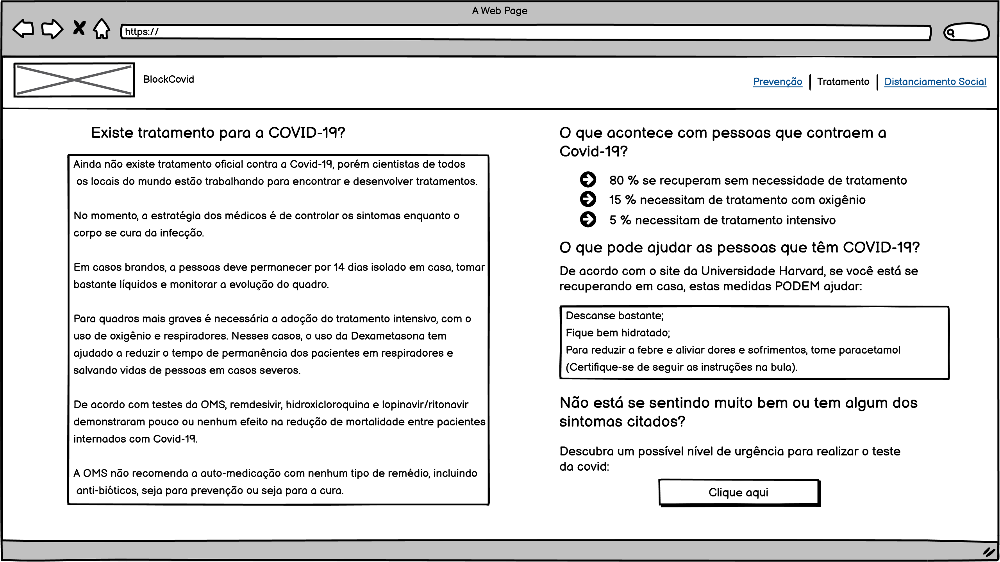 A Web Page
https://
BlockCovid
Prevenção | Tratamento | Distanciamento Social
Existe tratamento para a COVID-19?
Ainda não existe tratamento oficial contra a Covid-19, porém cientistas de todos
os locais do mundo estão trabalhando para encontrar e desenvolver tratamentos.
No momento, a estratégia dos médicos é de controlar os sintomas enquanto o
corpo se cura da infecção.
Em casos brandos, a pessoas deve permanecer por 14 dias isolado em casa, tomar
bastante líquidos e monitorar a evolução do quadro.
Para quadros mais graves é necessária a adoção do tratamento intensivo, com o
uso de oxigênio e respiradores. Nesses casos, o uso da Dexametasona tem
ajudado a reduzir o tempo de permanência dos pacientes em respiradores e
salvando vidas de pessoas em casos severos.
De acordo com testes da OMS, remdesivir, hidroxicloroquina e lopinavir/ritonavir
demonstraram pouco ou nenhum efeito na redução de mortalidade entre pacientes
internados com Covid-19.
A OMS não recomenda a auto-medicação com nenhum tipo de remédio, incluindo
anti-bióticos, seja para prevenção ou seja para a cura.
O que acontece com pessoas que contraem a
Covid-19?
80 % se recuperam sem necessidade de tratamento
15 % necessitam de tratamento com oxigênio
5 % necessitam de tratamento intensivo
O que pode ajudar as pessoas que têm COVID-19?
De acordo com o site da Universidade Harvard, se você está se
recuperando em casa, estas medidas PODEM ajudar:
Descanse bastante;
Fique bem hidratado;
Para reduzir a febre e aliviar dores e sofrimentos, tome paracetamol
(Certifique-se de seguir as instruções na bula).
Não está se sentindo muito bem ou tem algum dos
sintomas citados?
Descubra um possível nível de urgência para realizar o teste
da covid:
Clique aqui